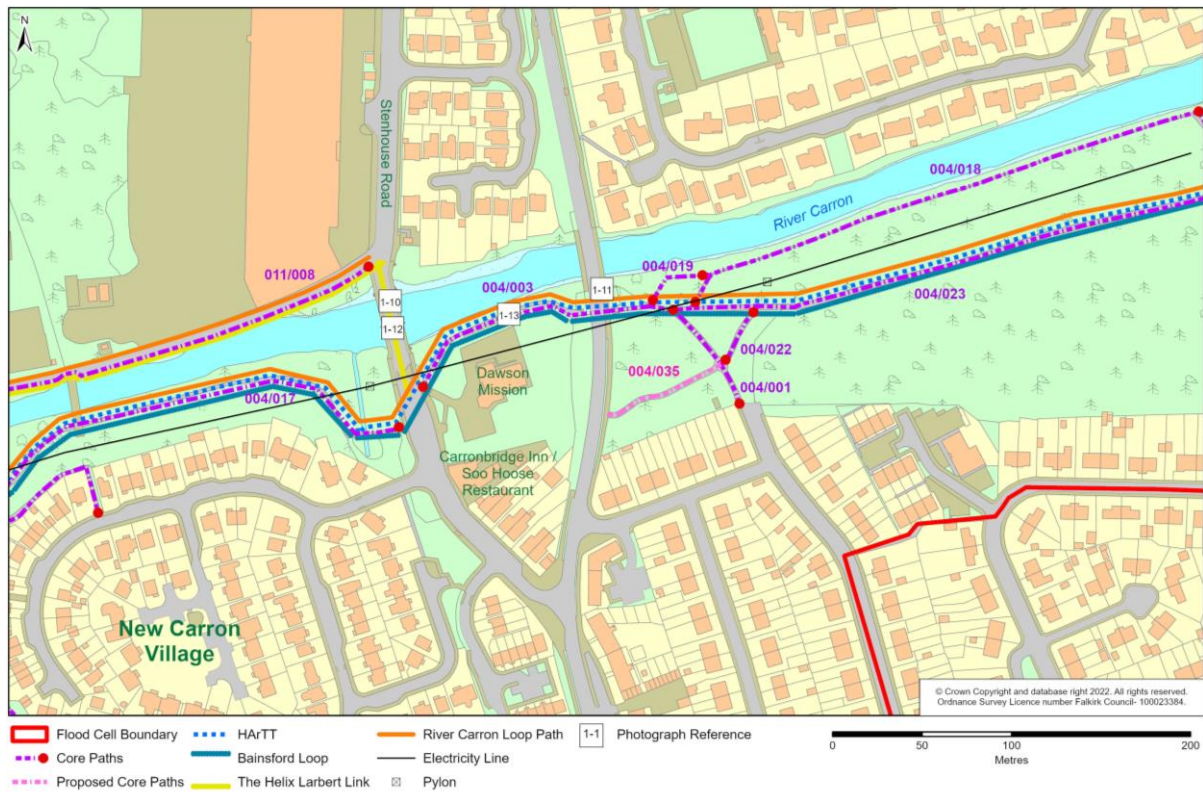 N
Stenhouse Road
004/018
River Carron
011/008
004/019
004/003
1-10
1-11
1-12
1-13
004/023
004/022
004/035
004/001
004/017
Dawson
Mission
Carronbridge Inn /
Soo Hoose
Restaurant
New Carron
Village
© Crown Copyright and database right 2022. All rights reserved.
Ordnance Survey Licence number Falkirk Council- 100023384.
Flood Cell Boundary
HArTT
River Carron Loop Path
1-1
Photograph Reference
Core Paths
Bainsford Loop
Electricity Line
Proposed Core Paths
The Helix Larbert Link
Pylon
0 50 100 200
Metres